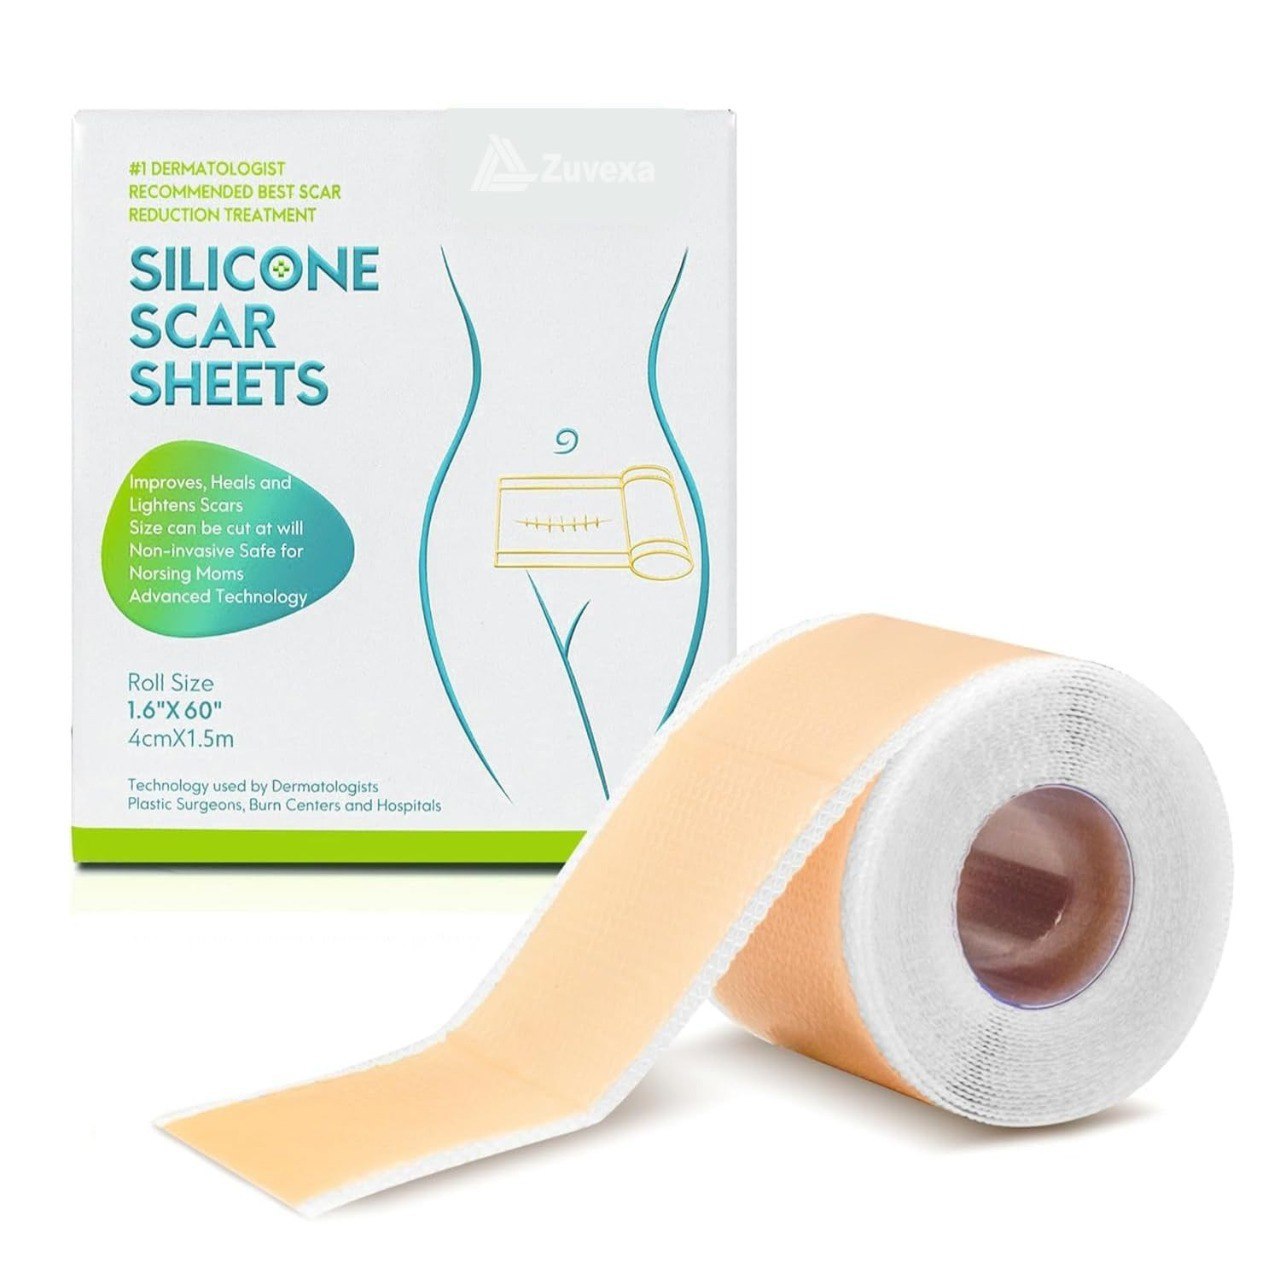 Zuvexa
#1 DERMATOLOGIST
RECOMMENDED BEST SCAR
REDUCTION TREATMENT
SILICONE
SCAR
SHEETS
Improves, Heals and
Lightens Scars
Size can be cut at will
Non-invasive Safe for
Norsing Moms
Advanced Technology
Roll Size
1.6"X60"
4cmX1.5m
Technology used by Dermatologists
Plastic Surgeons, Burn Centers and Hospitals